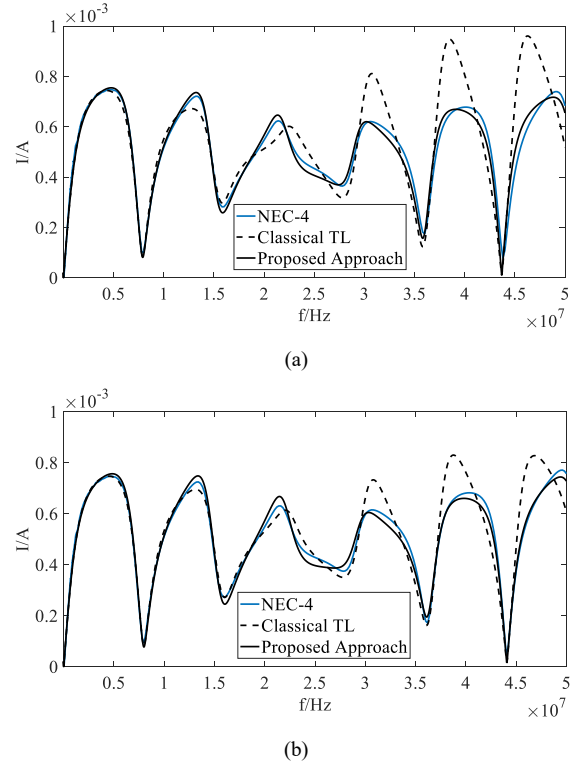 ×10⁻³
1
0.8
0.6
0.4
0.2
0
I/A
NEC-4
Classical TL
Proposed Approach
0.5 1 1.5 2 2.5 3 3.5 4 4.5 5
f/Hz
×10⁷
(a)
×10⁻³
1
0.8
0.6
0.4
0.2
0
I/A
NEC-4
Classical TL
Proposed Approach
0.5 1 1.5 2 2.5 3 3.5 4 4.5 5
f/Hz
×10⁷
(b)